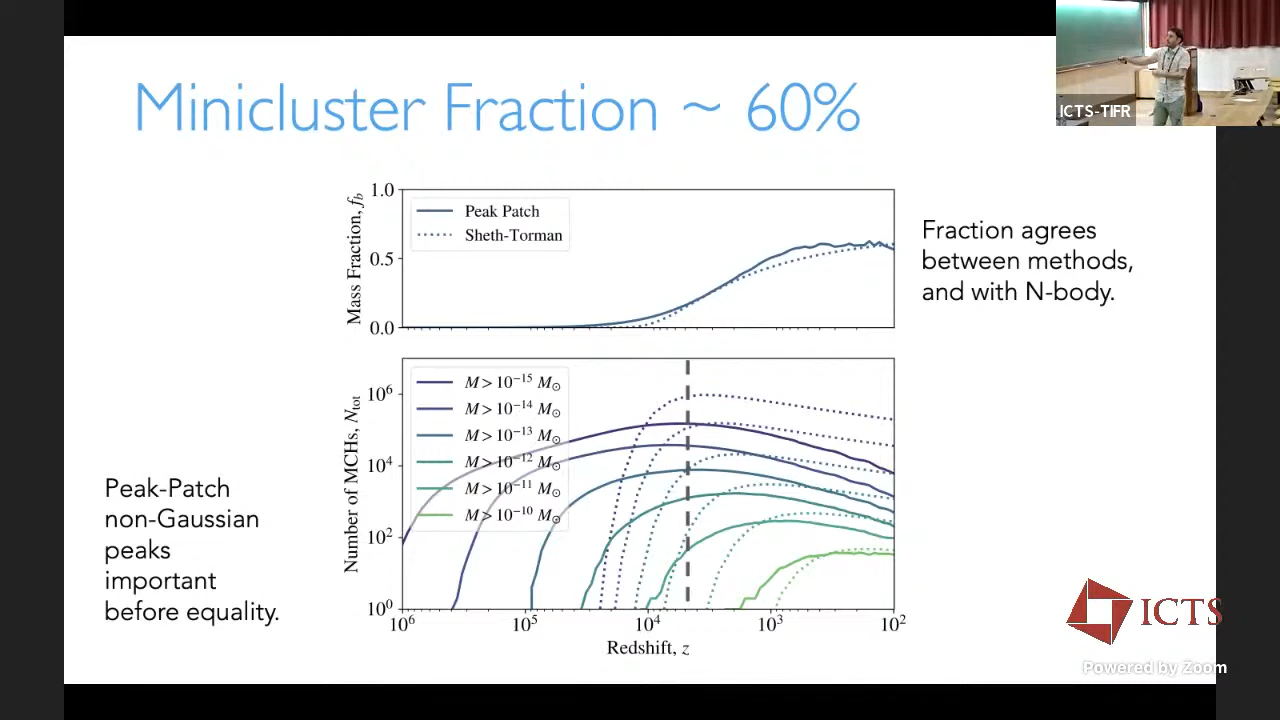 Minicluster Fraction ~ 60%
ICTS-TIFR
Mass Fraction, f_b
1.0
0.5
0.0
Peak Patch
Sheth-Torman
Fraction agrees
between methods,
and with N-body.
Number of MCHs, N_tot
10^6
10^4
10^2
10^0
M > 10^−15 M_⊙
M > 10^−14 M_⊙
M > 10^−13 M_⊙
M > 10^−12 M_⊙
M > 10^−11 M_⊙
M > 10^−10 M_⊙
10^6 10^5 10^4 10^3 10^2
Redshift, z
Peak-Patch
non-Gaussian
peaks
important
before equality.
ICTS
Powered by Zoom